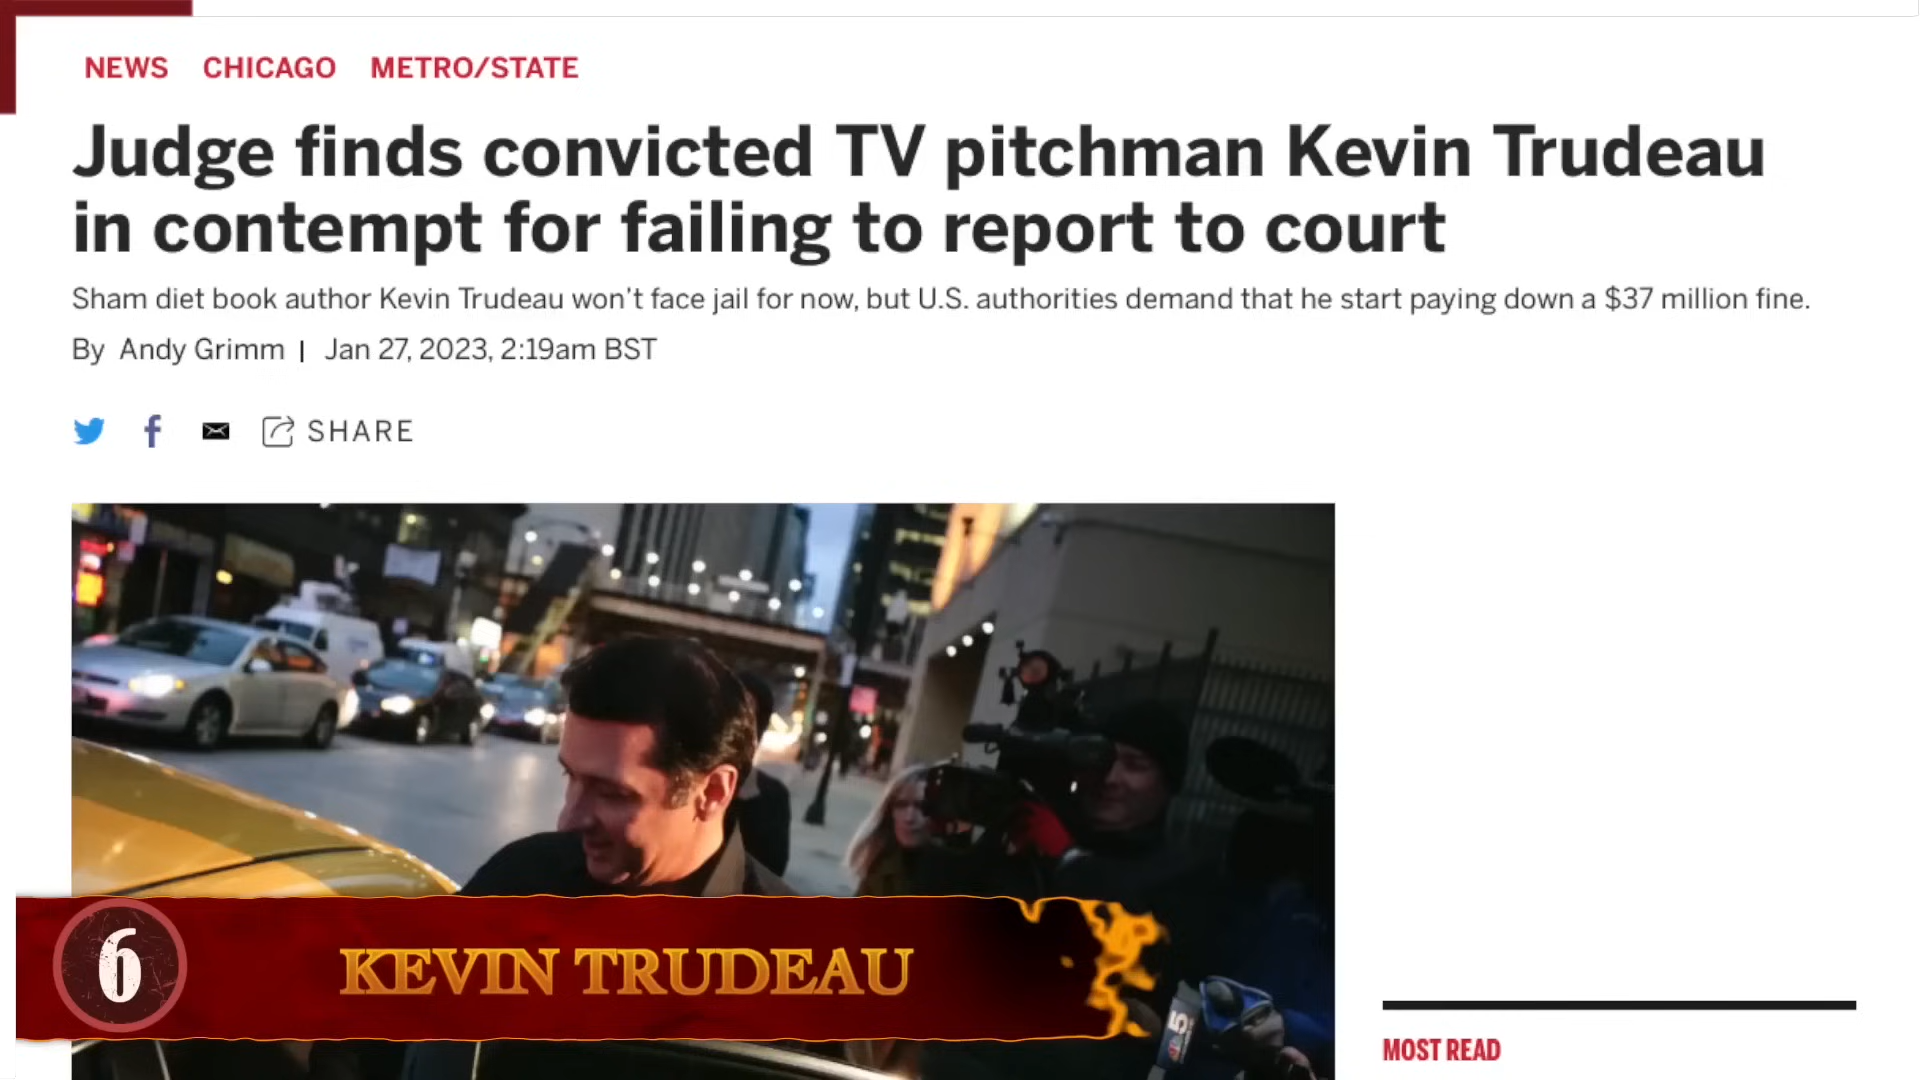 NEWS CHICAGO METRO/STATE
Judge finds convicted TV pitchman Kevin Trudeau
in contempt for failing to report to court
Sham diet book author Kevin Trudeau won't face jail for now, but U.S. authorities demand that he start paying down a $37 million fine.
By Andy Grimm | Jan 27, 2023, 2:19am BST
SHARE
6 KEVIN TRUDEAU
5
MOST READ